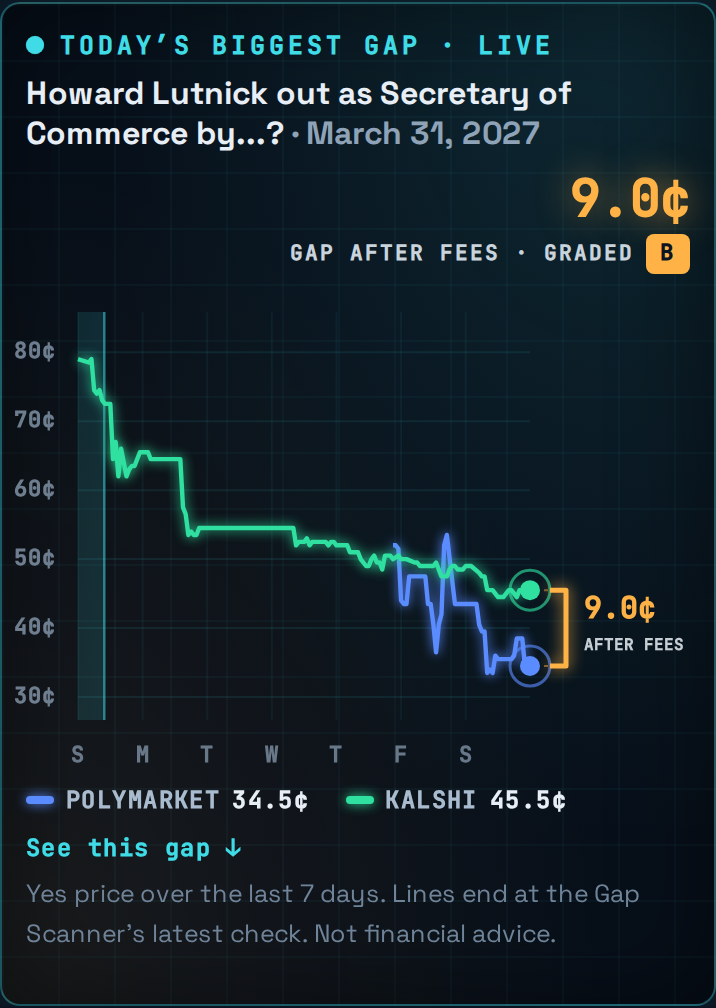 TODAY’S BIGGEST GAP · LIVE
Howard Lutnick out as Secretary of
Commerce by...? · March 31, 2027
9.0¢
GAP AFTER FEES · GRADED B
80¢
70¢
60¢
50¢
40¢
30¢
9.0¢
AFTER FEES
S M T W T F S
POLYMARKET 34.5¢ KALSHI 45.5¢
See this gap ↓
Yes price over the last 7 days. Lines end at the Gap
Scanner’s latest check. Not financial advice.